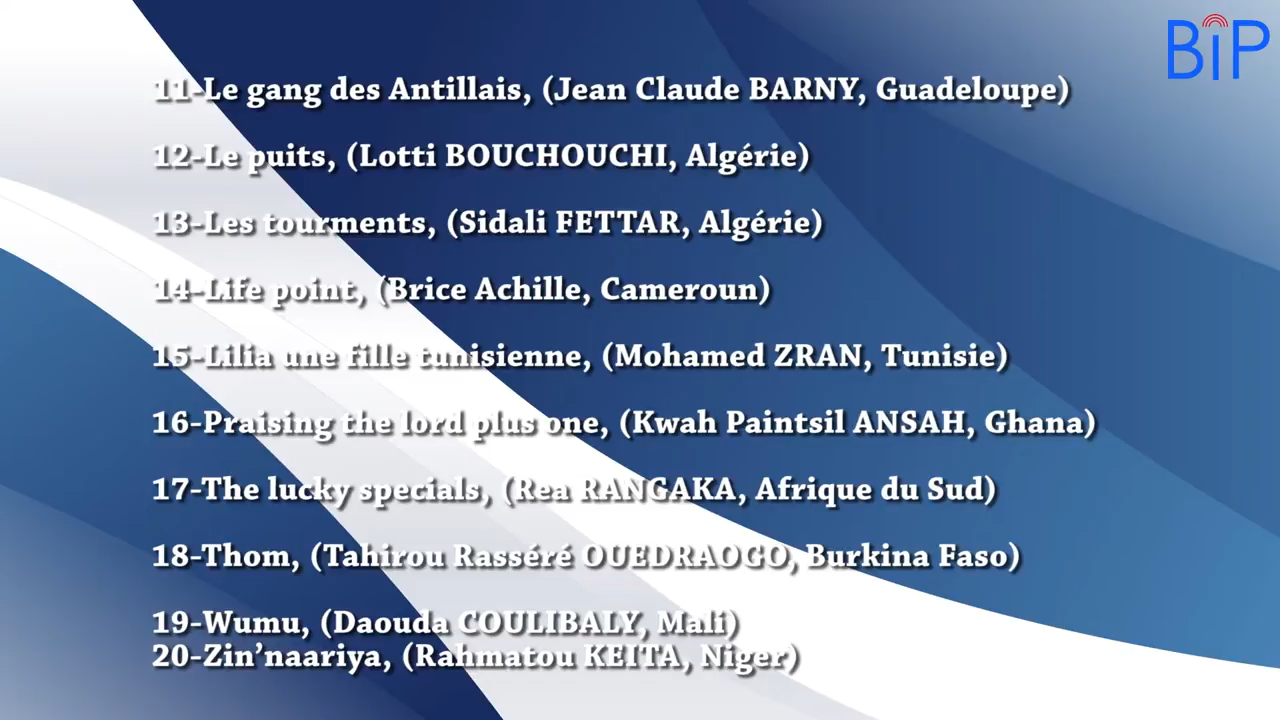 BiP
11-Le gang des Antillais, (Jean Claude BARNY, Guadeloupe)
12-Le puits, (Lotti BOUCHOUCHI, Algérie)
13-Les tourments, (Sidali FETTAR, Algérie)
14-Life point, (Brice Achille, Cameroun)
15-Lilia une fille tunisienne, (Mohamed ZRAN, Tunisie)
16-Praising the lord plus one, (Kwah Paintsil ANSAH, Ghana)
17-The lucky specials, (Rea RANGAKA, Afrique du Sud)
18-Thom, (Tahirou Rasséré OUEDRAOGO, Burkina Faso)
19-Wumu, (Daouda COULIBALY, Mali)
20-Zin’naariya, (Rahmatou KEITA, Niger)